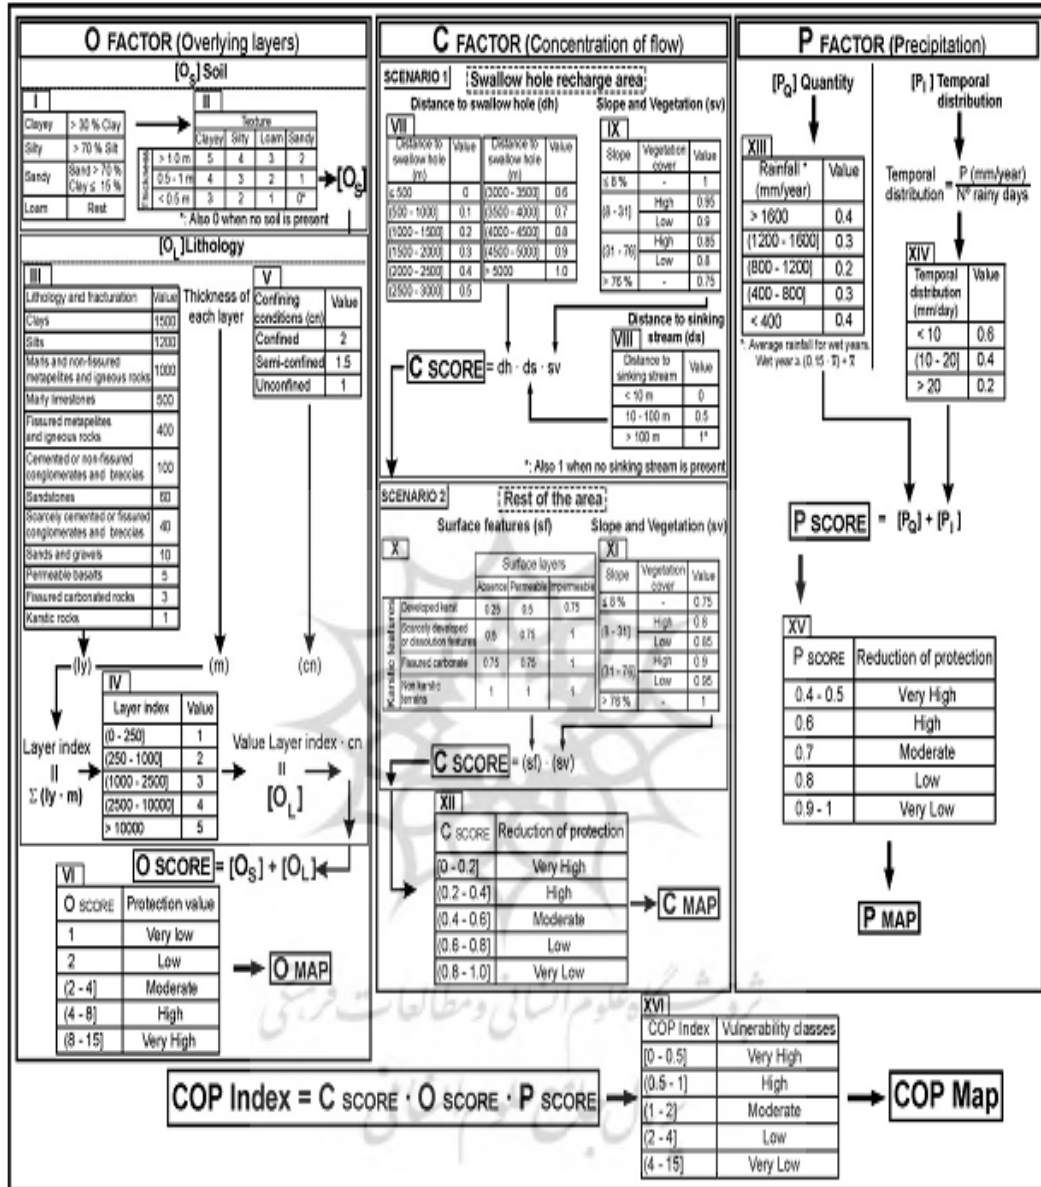 O FACTOR (Overlying layers)
[Os] Soil
I
Clayey > 30 % Clay
Silty > 70 % Silt
Sandy Sand > 70 % Clay ≤ 15 %
Loam Rest
II
Texture
Clayey Silty Loam Sandy
Thickness
> 1.0 m 5 4 3 2
0.5 - 1 m 4 3 2 1
< 0.5 m 3 2 1 0*
[Os]
*: Also 0 when no soil is present
[OL] Lithology
III
Lithology and fracturation Value
Clays 1500
Silts 1200
Marls and non-fissured metapelites and igneous rocks 1000
Marly limestones 500
Fissured metapelites and igneous rocks 400
Cemented or non-fissured conglomerates and breccias 100
Sandstones 60
Scarcely cemented or fissured conglomerates and breccias 40
Sands and gravels 10
Permeable basalts 5
Fissured carbonated rocks 3
Karstic rocks 1
Thickness of each layer
V
Confining conditions (cn) Value
Confined 2
Semi-confined 1.5
Unconfined 1
(ly) (m) (cn)
IV
Layer index Value
(0 - 250] 1
(250 - 1000] 2
(1000 - 2500] 3
(2500 - 10000] 4
> 10000 5
Layer index
||
Σ (ly · m)
Value Layer index · cn
||
[OL]
O SCORE = [Os] + [OL]
VI
O SCORE Protection value
1 Very low
2 Low
(2 - 4] Moderate
(4 - 8] High
(8 - 15] Very High
O MAP
C FACTOR (Concentration of flow)
SCENARIO 1 Swallow hole recharge area
Distance to swallow hole (dh)
VIII
Distance to swallow hole (m) Value Distance to swallow hole (m) Value
≤ 500 0 (3000 - 3500] 0.6
(500 - 1000] 0.1 (3500 - 4000] 0.7
(1000 - 1500] 0.2 (4000 - 4500] 0.8
(1500 - 2000] 0.3 (4500 - 5000] 0.9
(2000 - 2500] 0.4 > 5000 1.0
(2500 - 3000] 0.5
Slope and Vegetation (sv)
IX
Slope Vegetation cover Value
≤ 8 % - 1
(8 - 31] High 0.95
Low 0.9
(31 - 76] High 0.85
Low 0.8
> 76 % - 0.75
C SCORE = dh · ds · sv
Distance to sinking stream (ds)
VIII
Distance to sinking stream Value
< 10 m 0
10 - 100 m 0.5
> 100 m 1*
*: Also 1 when no sinking stream is present
SCENARIO 2 Rest of the area
Surface features (sf)
X
Surface layers
Absence Permeable Impermeable
Karstic features
Developed karst 0.25 0.5 0.75
Scarcely developed or dissolution features 0.5 0.75 1
Fissured carbonate 0.75 0.75 1
Non karstic terrains 1 1 1
Slope and Vegetation (sv)
XI
Slope Vegetation cover Value
≤ 8 % - 0.75
(8 - 31] High 0.8
Low 0.85
(31 - 76] High 0.9
Low 0.95
> 76 % - 1
C SCORE = (sf) · (sv)
XII
C SCORE Reduction of protection
[0 - 0.2] Very High
(0.2 - 0.4] High
(0.4 - 0.6] Moderate
(0.6 - 0.8] Low
(0.8 - 1.0] Very Low
C MAP
P FACTOR (Precipitation)
[PQ] Quantity
XIII
Rainfall * (mm/year) Value
> 1600 0.4
(1200 - 1600] 0.3
(800 - 1200] 0.2
(400 - 800] 0.3
< 400 0.4
*: Average rainfall for wet years.
[PI] Temporal distribution
Temporal distribution = P (mm/year) / Nº rainy days
XIV
Temporal distribution (mm/day) Value
< 10 0.6
(10 - 20] 0.4
> 20 0.2
P SCORE = [PQ] + [PI]
XV
P SCORE Reduction of protection
0.4 - 0.5 Very High
0.6 High
0.7 Moderate
0.8 Low
0.9 - 1 Very Low
P MAP
پژوهشگاه علوم انسانی و مطالعات فرهنگی
COP Index = C SCORE · O SCORE · P SCORE
XVI
COP Index Vulnerability classes
[0 - 0.5] Very High
(0.5 - 1] High
(1 - 2] Moderate
(2 - 4] Low
(4 - 15] Very Low
COP Map